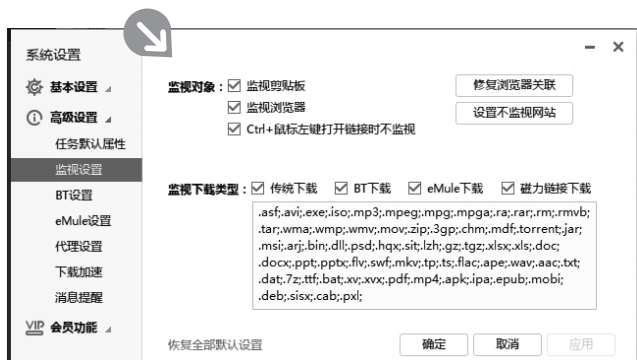 系统设置
基本设置
高级设置
任务默认属性
监视设置
BT设置
eMule设置
代理设置
下载加速
消息提醒
VIP 会员功能
监视对象：监视剪贴板
监视浏览器
Ctrl+鼠标左键打开链接时不监视
修复浏览器关联
设置不监视网站
监视下载类型：传统下载 BT下载 eMule下载 磁力链接下载
.asf;.avi;.exe;.iso;.mp3;.mpeg;.mpg;.mpga;.ra;.rar;.rm;.rmvb;
.tar;.wma;.wmp;.wmv;.mov;.zip;.3gp;.chm;.mdf;.torrent;.jar;
.msi;.arj;.bin;.dll;.psd;.hqx;.sit;.lzh;.gz;.tgz;.xlsx;.xls;.doc;
.docx;.ppt;.pptx;.flv;.swf;.mkv;.tp;.ts;.flac;.ape;.wav;.aac;.txt;
.dat;.7z;.ttf;.bat;.xv;.xvx;.pdf;.mp4;.apk;.ipa;.epub;.mobi;
.deb;.sisx;.cab;.pxl;
恢复全部默认设置
确定
取消
应用